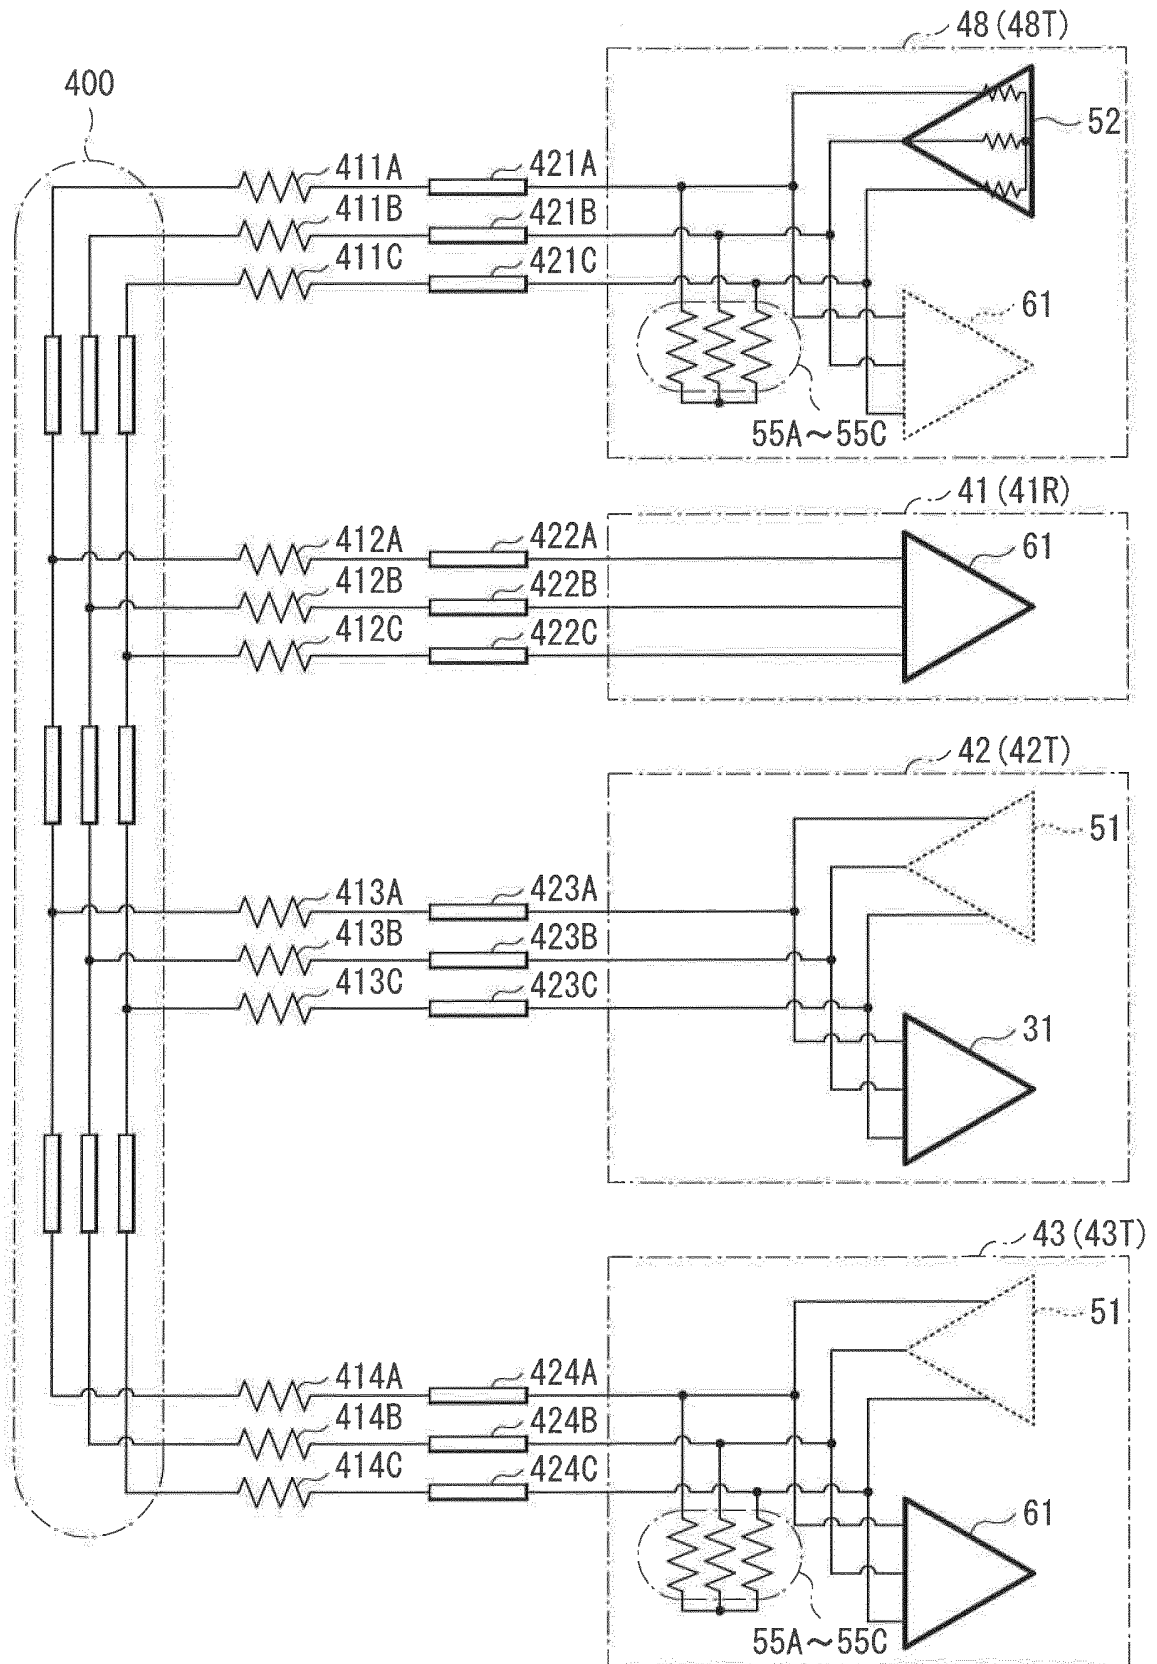 48 (48T)
400
52
411A
421A
411B
421B
411C
421C
61
55A～55C
41 (41R)
412A
422A
61
412B
422B
412C
422C
42 (42T)
51
413A
423A
413B
423B
413C
423C
31
43 (43T)
51
414A
424A
414B
424B
414C
424C
61
55A～55C